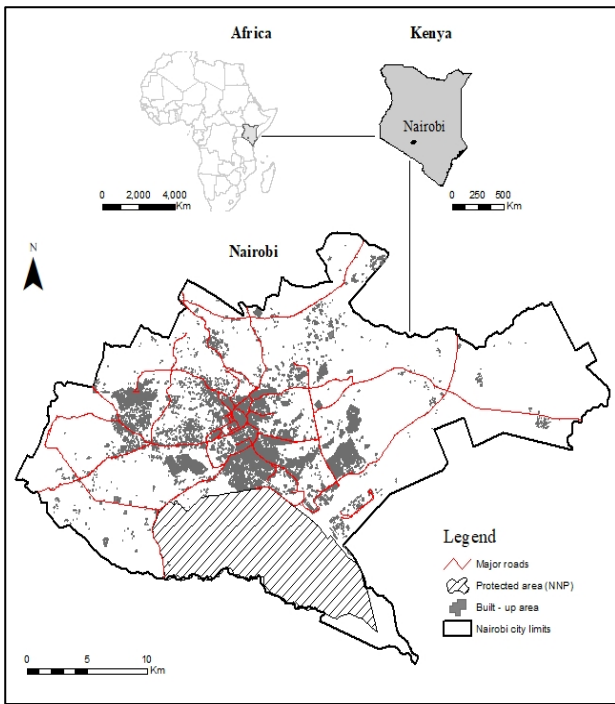 Africa
Kenya
Nairobi
0 2,000 4,000
Km
0 250 500
Km
N
Nairobi
Legend
Major roads
Protected area (NNP)
Built - up area
Nairobi city limits
0 5 10
Km